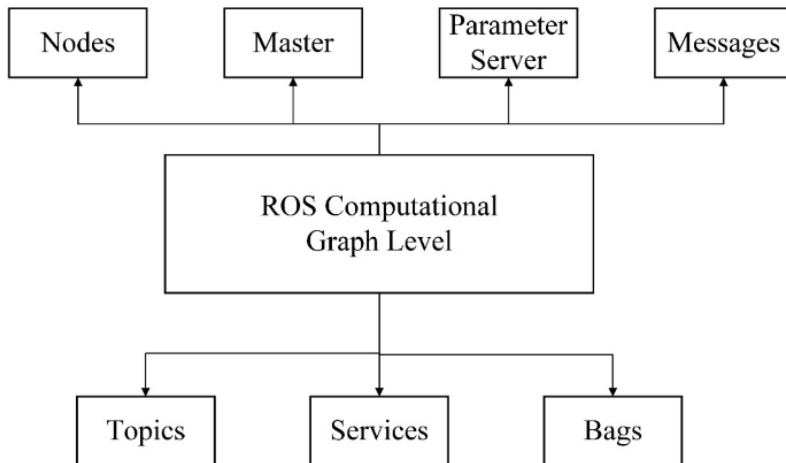 Nodes
Master
Parameter
Server
Messages
ROS Computational
Graph Level
Topics
Services
Bags